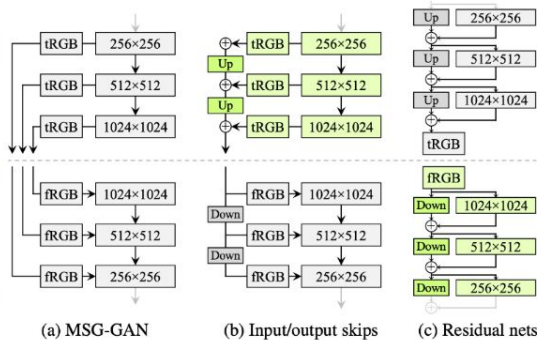 tRGB 256×256
tRGB 512×512
tRGB 1024×1024
fRGB 1024×1024
fRGB 512×512
fRGB 256×256
(a) MSG-GAN
tRGB 256×256
Up
tRGB 512×512
Up
tRGB 1024×1024
fRGB 1024×1024
Down
fRGB 512×512
Down
fRGB 256×256
(b) Input/output skips
Up 256×256
Up 512×512
Up 1024×1024
tRGB
fRGB
Down 1024×1024
Down 512×512
Down 256×256
(c) Residual nets